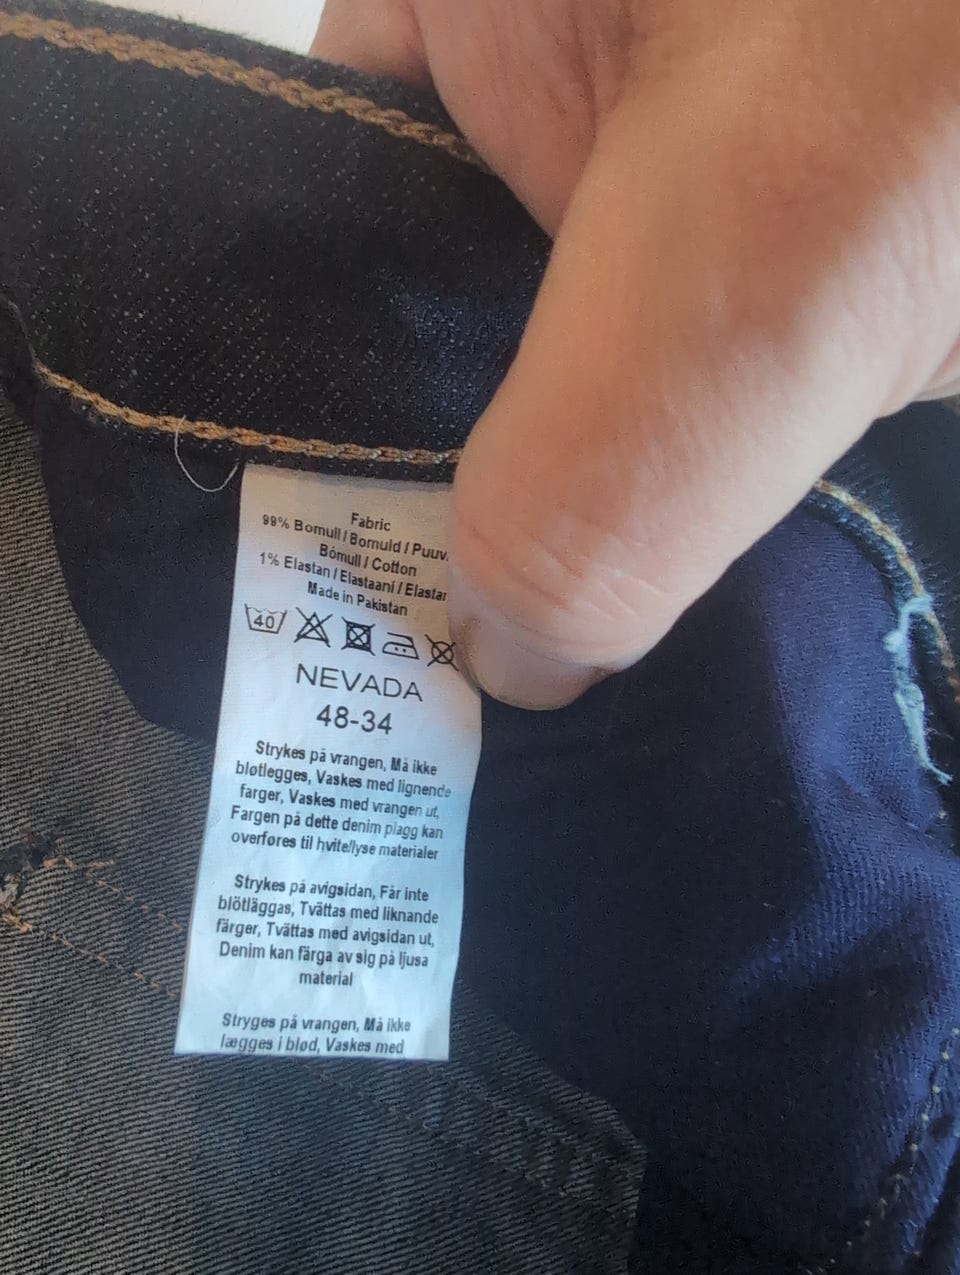 Fabric
99% Bomull / Bomuld / Puuv
Bómull / Cotton
1% Elastan / Elastaani / Elastan
Made in Pakistan
40
NEVADA
48-34
Strykes på vrangen, Må ikke
bløtlegges, Vaskes med lignende
farger, Vaskes med vrangen ut,
Fargen på dette denim plagg kan
overføres til hvite/lyse materialer
Strykes på avigsidan, Får inte
blötläggas, Tvättas med liknande
färger, Tvättas med avigsidan ut,
Denim kan färga av sig på ljusa
material
Stryges på vrangen, Må ikke
lægges i blød, Vaskes med